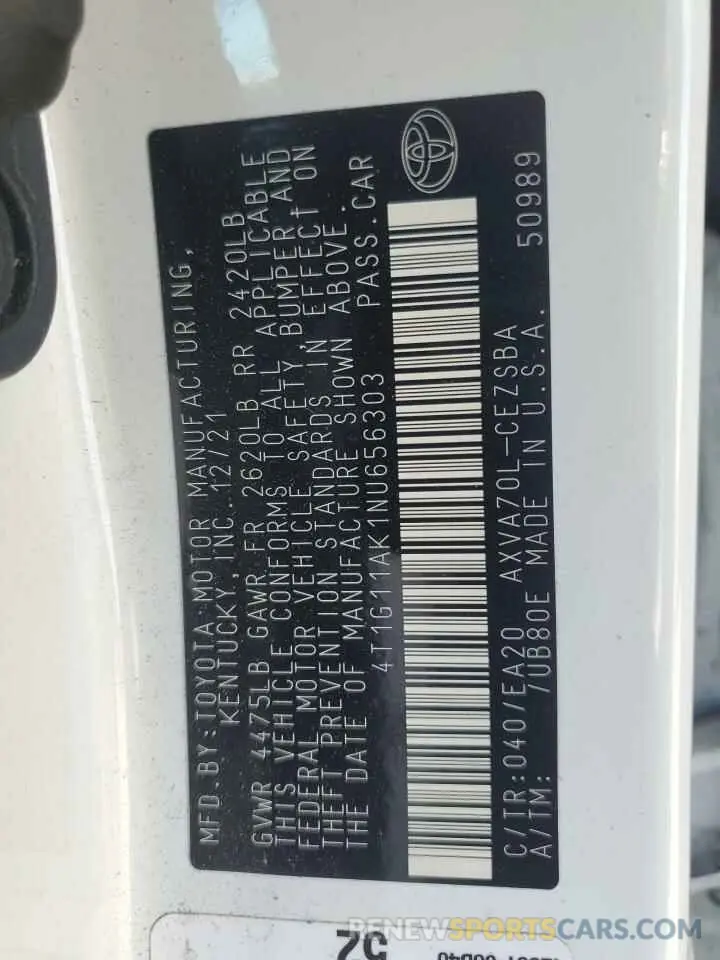 MFD.BY:TOYOTA MOTOR MANUFACTURING,
KENTUCKY,INC. 12/21
GVWR 4475LB GAWR FR 2620LB RR 2420LB
THIS VEHICLE CONFORMS TO ALL APPLICABLE
FEDERAL MOTOR VEHICLE SAFETY, BUMPER AND
THEFT PREVENTION STANDARDS IN EFFECT ON
THE DATE OF MANUFACTURE SHOWN ABOVE.
4T1G11AK1NU656303 PASS.CAR
C/TR:040/EA20 AXVA70L-CEZSBA
A/TM: /UB80E MADE IN U.S.A. 50989
52
RENEWSPORTSCARS.COM